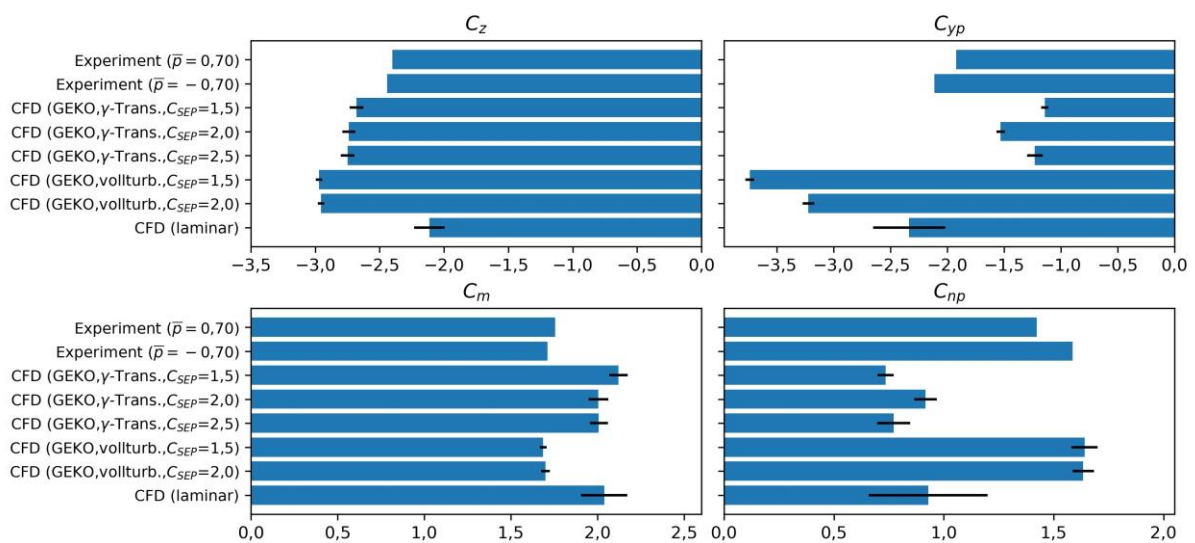 C_z
C_yp
Experiment (p̅ = 0,70)
Experiment (p̅ = −0,70)
CFD (GEKO,γ-Trans.,C_SEP=1,5)
CFD (GEKO,γ-Trans.,C_SEP=2,0)
CFD (GEKO,γ-Trans.,C_SEP=2,5)
CFD (GEKO,vollturb.,C_SEP=1,5)
CFD (GEKO,vollturb.,C_SEP=2,0)
CFD (laminar)
−3,5 −3,0 −2,5 −2,0 −1,5 −1,0 −0,5 0,0
−3,5 −3,0 −2,5 −2,0 −1,5 −1,0 −0,5 0,0
C_m
C_np
Experiment (p̅ = 0,70)
Experiment (p̅ = −0,70)
CFD (GEKO,γ-Trans.,C_SEP=1,5)
CFD (GEKO,γ-Trans.,C_SEP=2,0)
CFD (GEKO,γ-Trans.,C_SEP=2,5)
CFD (GEKO,vollturb.,C_SEP=1,5)
CFD (GEKO,vollturb.,C_SEP=2,0)
CFD (laminar)
0,0 0,5 1,0 1,5 2,0 2,5
0,0 0,5 1,0 1,5 2,0